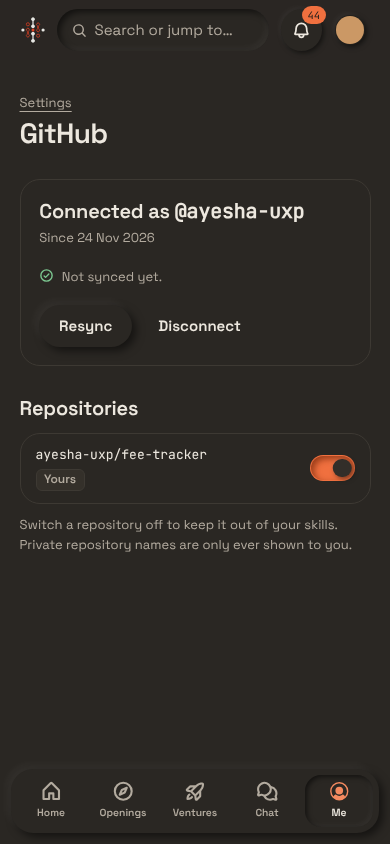 Search or jump to...
44
Settings
GitHub
Connected as @ayesha-uxp
Since 24 Nov 2026
Not synced yet.
Resync
Disconnect
Repositories
ayesha-uxp/fee-tracker
Yours
Switch a repository off to keep it out of your skills.
Private repository names are only ever shown to you.
Home
Openings
Ventures
Chat
Me